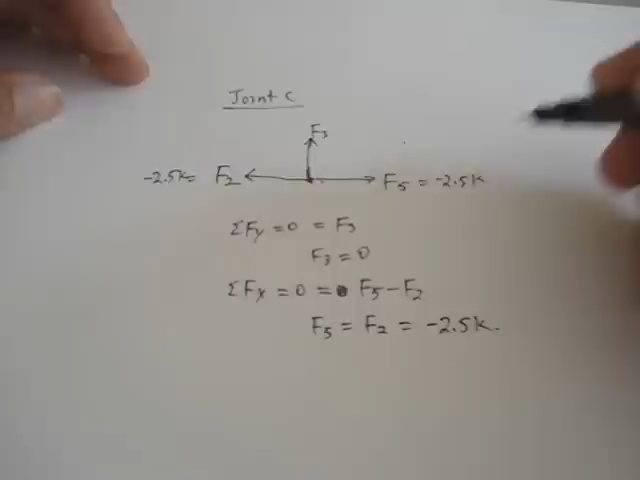 Joint C
F3
-2.5k= F2 F5 = -2.5k
ΣFy = 0 = F3
F3 = 0
ΣFx = 0 = F5 - F2
F5 = F2 = -2.5k.